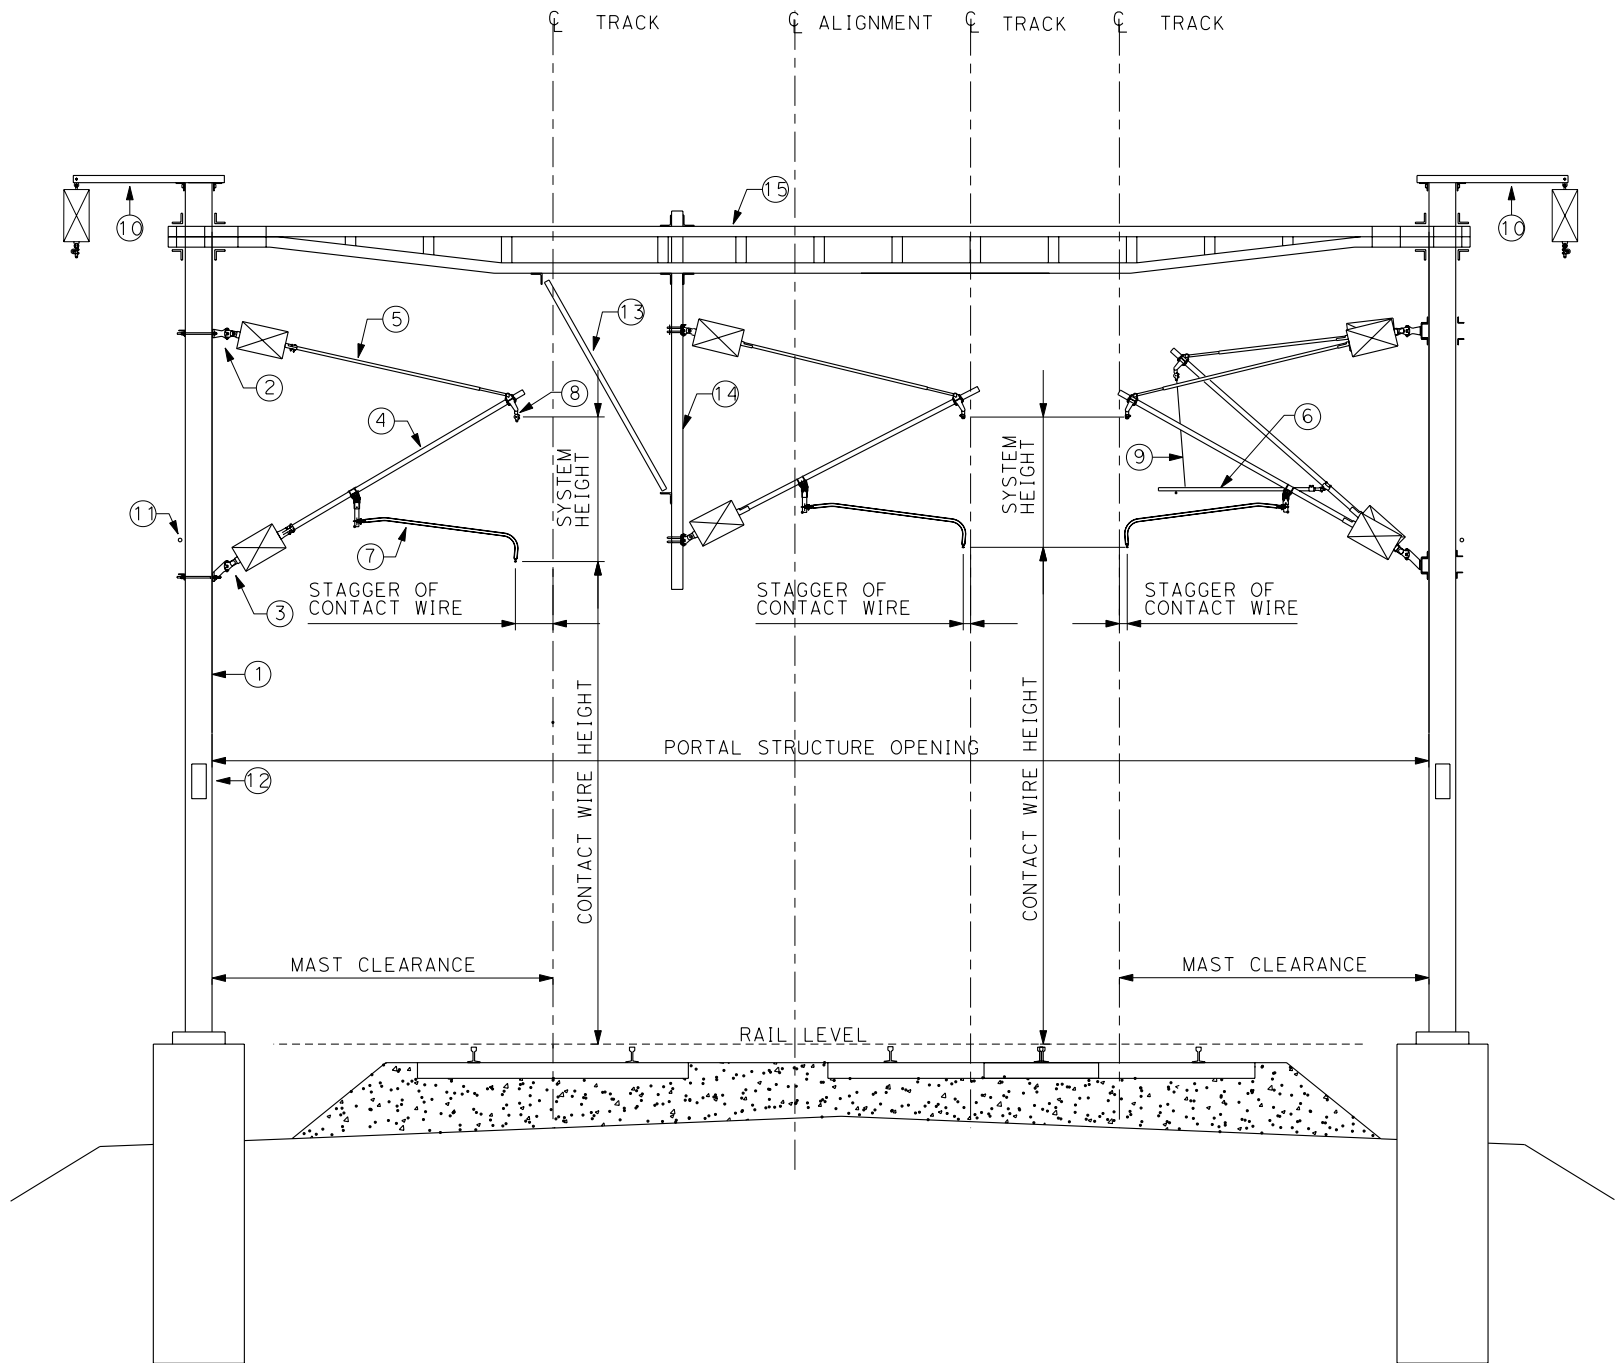 ℄ TRACK
℄ ALIGNMENT
℄ TRACK
℄ TRACK
15
10
10
5
13
2
8
14
4
6
9
SYSTEM
HEIGHT
SYSTEM
HEIGHT
11
7
3
STAGGER OF
CONTACT WIRE
STAGGER OF
CONTACT WIRE
STAGGER OF
CONTACT WIRE
1
CONTACT WIRE HEIGHT
CONTACT WIRE HEIGHT
PORTAL STRUCTURE OPENING
12
MAST CLEARANCE
MAST CLEARANCE
RAIL LEVEL